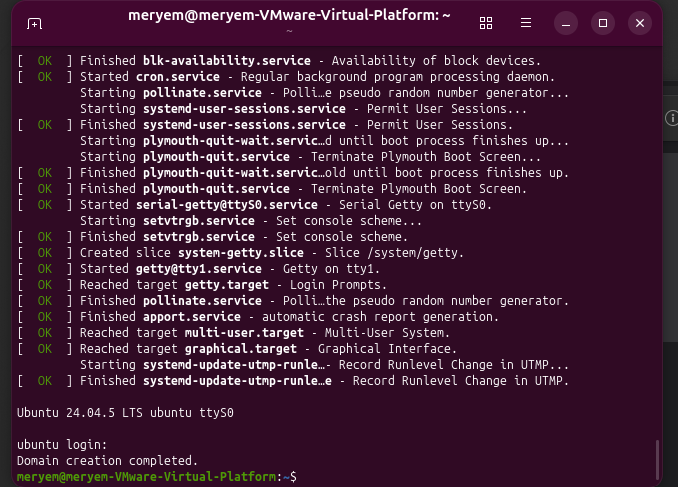 meryem@meryem-VMware-Virtual-Platform: ~
~
[  OK  ] Finished blk-availability.service - Availability of block devices.
[  OK  ] Started cron.service - Regular background program processing daemon.
Starting pollinate.service - Polli…e pseudo random number generator...
Starting systemd-user-sessions.service - Permit User Sessions...
[  OK  ] Finished systemd-user-sessions.service - Permit User Sessions.
Starting plymouth-quit-wait.servic…d until boot process finishes up...
Starting plymouth-quit.service - Terminate Plymouth Boot Screen...
[  OK  ] Finished plymouth-quit-wait.servic…old until boot process finishes up.
[  OK  ] Finished plymouth-quit.service - Terminate Plymouth Boot Screen.
[  OK  ] Started serial-getty@ttyS0.service - Serial Getty on ttyS0.
Starting setvtrgb.service - Set console scheme...
[  OK  ] Finished setvtrgb.service - Set console scheme.
[  OK  ] Created slice system-getty.slice - Slice /system/getty.
[  OK  ] Started getty@tty1.service - Getty on tty1.
[  OK  ] Reached target getty.target - Login Prompts.
[  OK  ] Finished pollinate.service - Polli…the pseudo random number generator.
[  OK  ] Finished apport.service - automatic crash report generation.
[  OK  ] Reached target multi-user.target - Multi-User System.
[  OK  ] Reached target graphical.target - Graphical Interface.
Starting systemd-update-utmp-runle…- Record Runlevel Change in UTMP...
[  OK  ] Finished systemd-update-utmp-runle…e - Record Runlevel Change in UTMP.
Ubuntu 24.04.5 LTS ubuntu ttyS0
ubuntu login:
Domain creation completed.
meryem@meryem-VMware-Virtual-Platform:~$